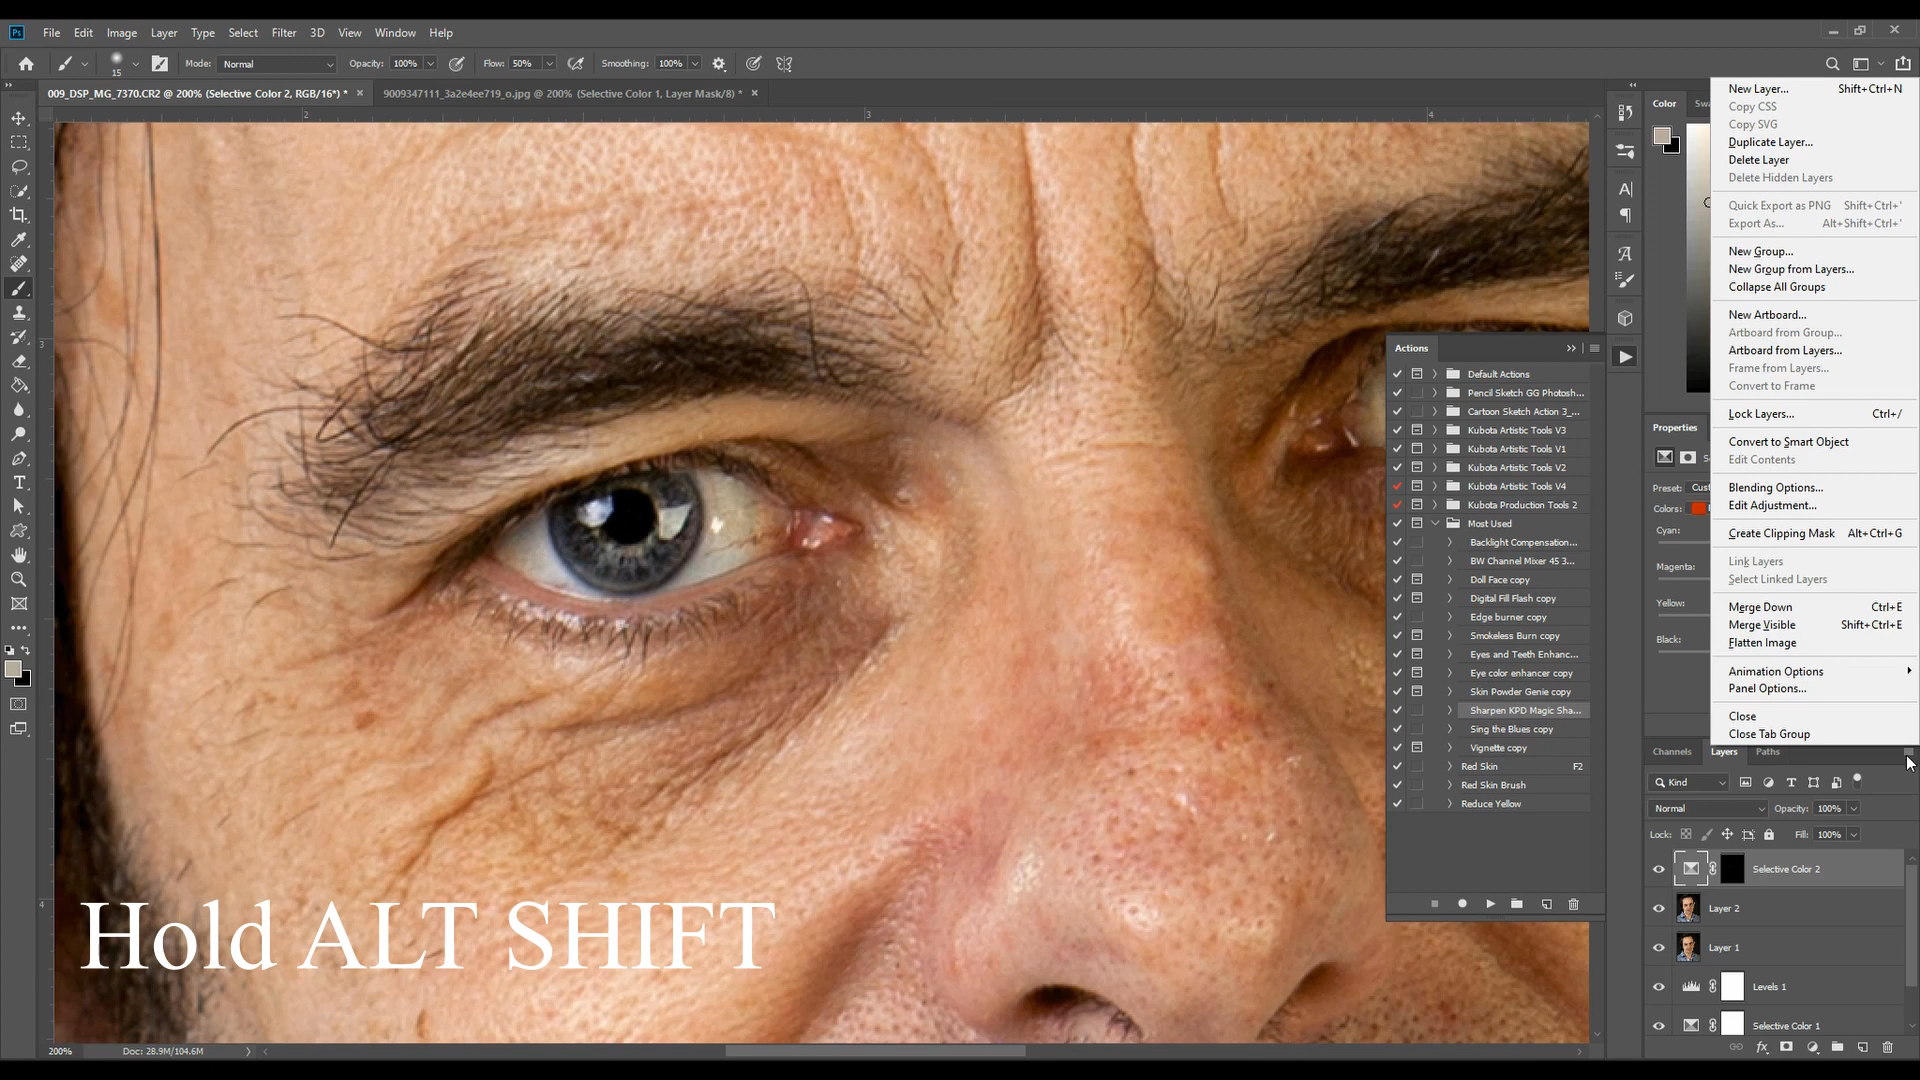 Ps File Edit Image Layer Type Select Filter 3D View Window Help
15 Mode: Normal Opacity: 100% Flow: 50% Smoothing: 100%
009_DSP_MG_7370.CR2 @ 200% (Selective Color 2, RGB/16*) * × 9009347111_3a2e4ee719_o.jpg @ 200% (Selective Color 1, Layer Mask/8) * ×
2 3 4
3
4
Hold ALT SHIFT
200% Doc: 28.9M/104.6M
Actions
Default Actions
Pencil Sketch GG Photosh...
Cartoon Sketch Action 3_...
Kubota Artistic Tools V3
Kubota Artistic Tools V1
Kubota Artistic Tools V2
Kubota Artistic Tools V4
Kubota Production Tools 2
Most Used
Backlight Compensation...
BW Channel Mixer 45 3...
Doll Face copy
Digital Fill Flash copy
Edge burner copy
Smokeless Burn copy
Eyes and Teeth Enhanc...
Eye color enhancer copy
Skin Powder Genie copy
Sharpen KPD Magic Sha...
Sing the Blues copy
Vignette copy
Red Skin F2
Red Skin Brush
Reduce Yellow
Color
Properties
Preset:
Colors:
Cyan:
Magenta:
Yellow:
Black:
New Layer... Shift+Ctrl+N
Copy CSS
Copy SVG
Duplicate Layer...
Delete Layer
Delete Hidden Layers
Quick Export as PNG Shift+Ctrl+'
Export As... Alt+Shift+Ctrl+'
New Group...
New Group from Layers...
Collapse All Groups
New Artboard...
Artboard from Group...
Artboard from Layers...
Frame from Layers...
Convert to Frame
Lock Layers... Ctrl+/
Convert to Smart Object
Edit Contents
Blending Options...
Edit Adjustment...
Create Clipping Mask Alt+Ctrl+G
Link Layers
Select Linked Layers
Merge Down Ctrl+E
Merge Visible Shift+Ctrl+E
Flatten Image
Animation Options
Panel Options...
Close
Close Tab Group
Channels Layers Paths
Kind
Normal Opacity: 100%
Lock: Fill: 100%
Selective Color 2
Layer 2
Layer 1
Levels 1
Selective Color 1
fx